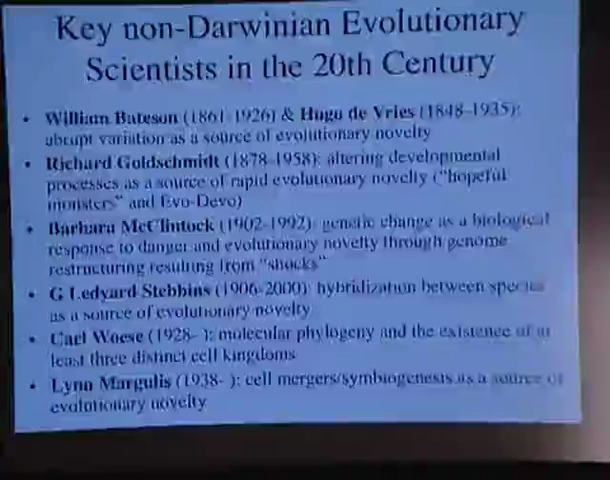 Key non-Darwinian Evolutionary
Scientists in the 20th Century
• William Bateson (1861-1926) & Hugo de Vries (1848-1935):
abrupt variation as a source of evolutionary novelty
• Richard Goldschmidt (1878-1958): altering developmental
processes as a source of rapid evolutionary novelty ("hopeful
monsters" and Evo-Devo)
• Barbara McClintock (1902-1992): genetic change as a biological
response to danger and evolutionary novelty through genome
restructuring resulting from "shocks"
• G Ledyard Stebbins (1906-2000): hybridization between species
as a source of evolutionary novelty
• Carl Woese (1928- ): molecular phylogeny and the existence of at
least three distinct cell kingdoms
• Lynn Margulis (1938- ): cell mergers/symbiogenesis as a source of
evolutionary novelty